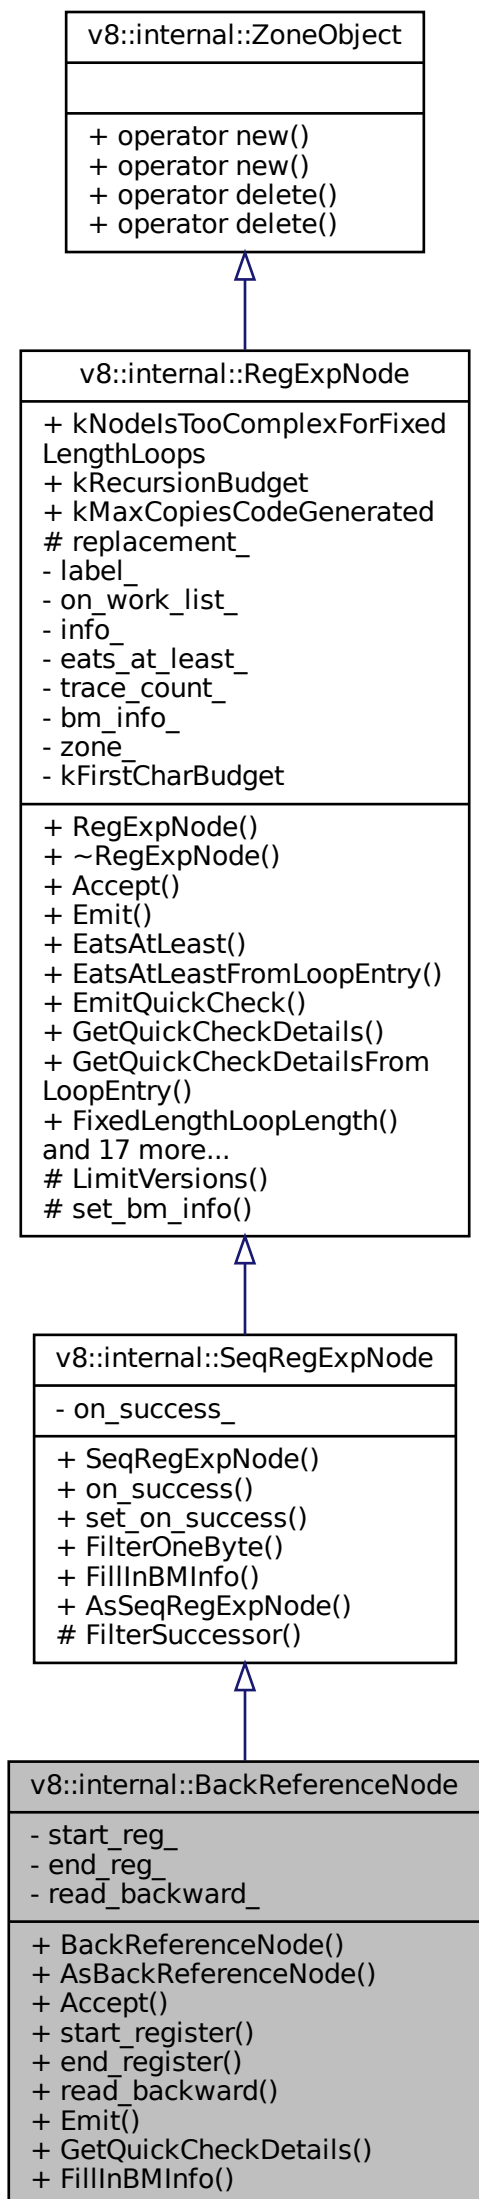 v8::internal::ZoneObject
+ operator new()
+ operator new()
+ operator delete()
+ operator delete()
v8::internal::RegExpNode
+ kNodeIsTooComplexForFixed
LengthLoops
+ kRecursionBudget
+ kMaxCopiesCodeGenerated
# replacement_
- label_
- on_work_list_
- info_
- eats_at_least_
- trace_count_
- bm_info_
- zone_
- kFirstCharBudget
+ RegExpNode()
+ ~RegExpNode()
+ Accept()
+ Emit()
+ EatsAtLeast()
+ EatsAtLeastFromLoopEntry()
+ EmitQuickCheck()
+ GetQuickCheckDetails()
+ GetQuickCheckDetailsFrom
LoopEntry()
+ FixedLengthLoopLength()
and 17 more...
# LimitVersions()
# set_bm_info()
v8::internal::SeqRegExpNode
- on_success_
+ SeqRegExpNode()
+ on_success()
+ set_on_success()
+ FilterOneByte()
+ FillInBMInfo()
+ AsSeqRegExpNode()
# FilterSuccessor()
v8::internal::BackReferenceNode
- start_reg_
- end_reg_
- read_backward_
+ BackReferenceNode()
+ AsBackReferenceNode()
+ Accept()
+ start_register()
+ end_register()
+ read_backward()
+ Emit()
+ GetQuickCheckDetails()
+ FillInBMInfo()